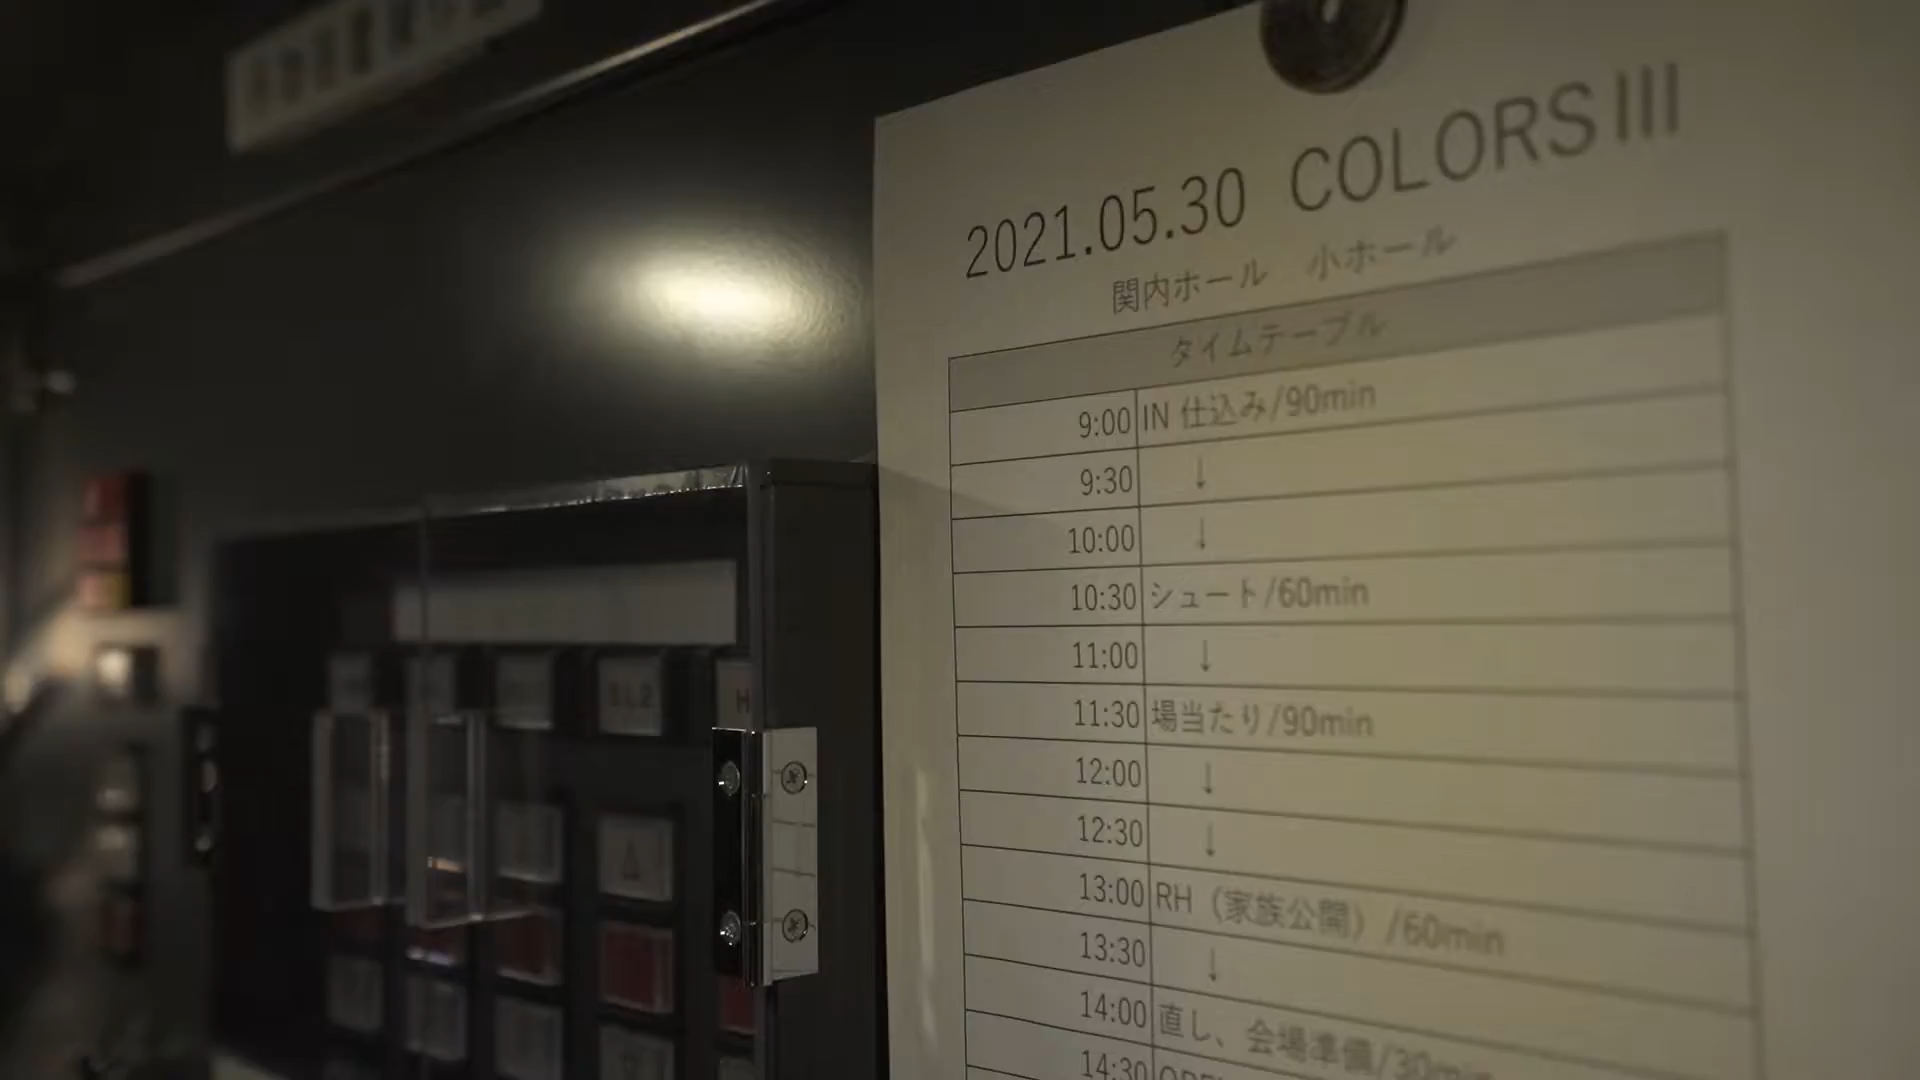 2021.05.30 COLORSⅢ
関内ホール 小ホール
タイムテーブル
9:00 IN 仕込み/90min
9:30 ↓
10:00 ↓
10:30 シュート/60min
11:00 ↓
11:30 場当たり/90min
12:00 ↓
12:30 ↓
13:00 RH（家族公開）/60min
13:30 ↓
14:00 直し、会場準備/30min
14:30